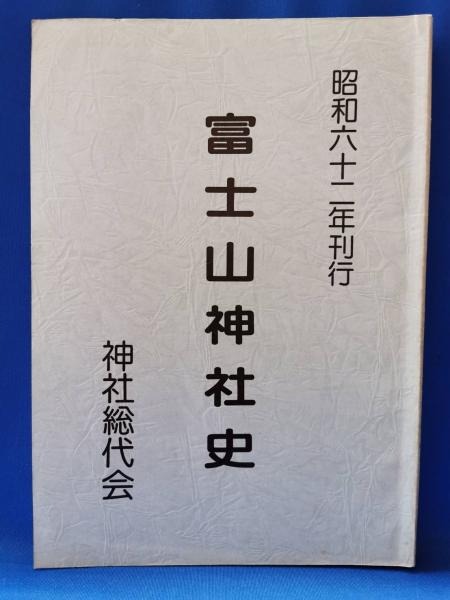 昭和六十二年刊行
富士山神社史
神社総代会